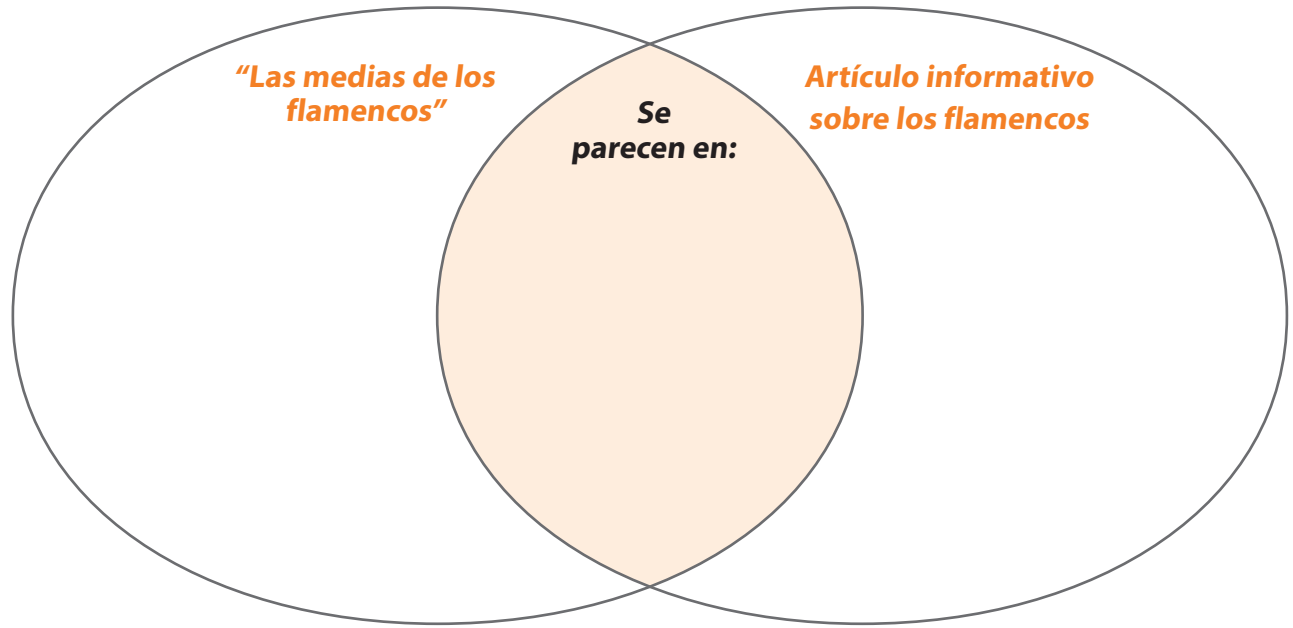 “Las medias de los
flamencos”
Se
parecen en:
Artículo informativo
sobre los flamencos